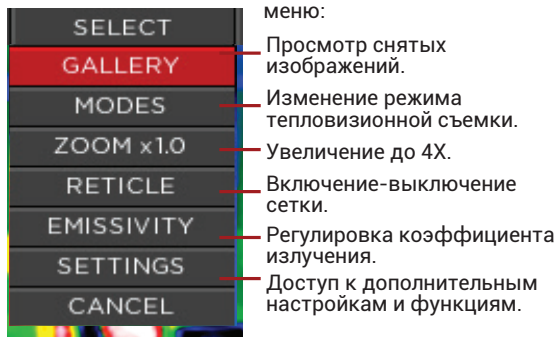 SELECT
GALLERY
MODES
ZOOM x1.0
RETICLE
EMISSIVITY
SETTINGS
CANCEL
меню:
Просмотр снятых
изображений.
Изменение режима
тепловизионной съемки.
Увеличение до 4X.
Включение-выключение
сетки.
Регулировка коэффициента
излучения.
Доступ к дополнительным
настройкам и функциям.